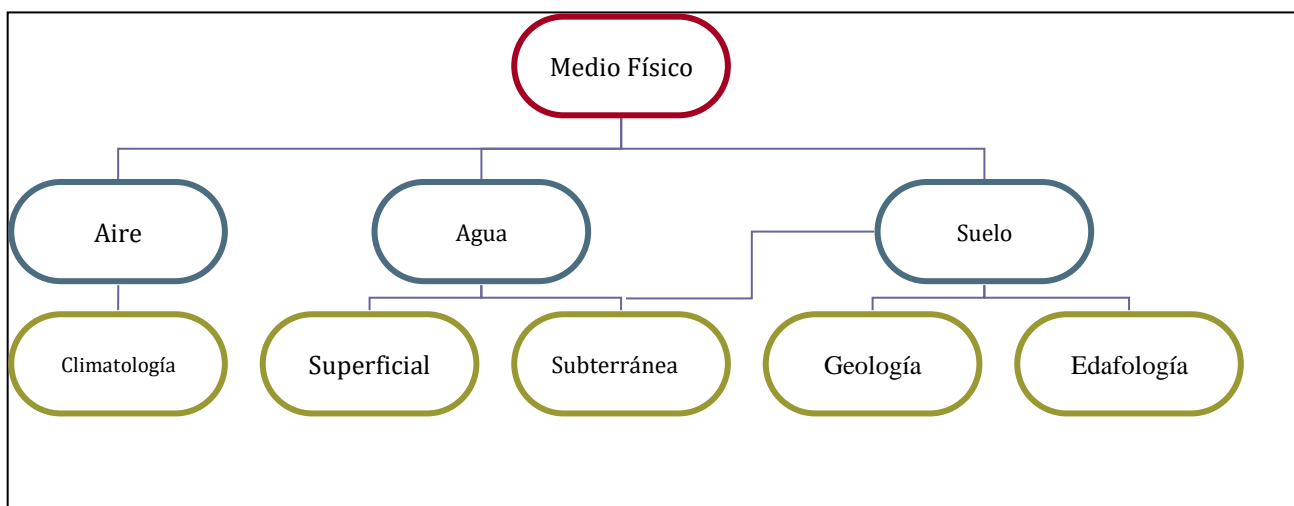 Medio Físico
Aire
Agua
Suelo
Climatología
Superficial
Subterránea
Geología
Edafología